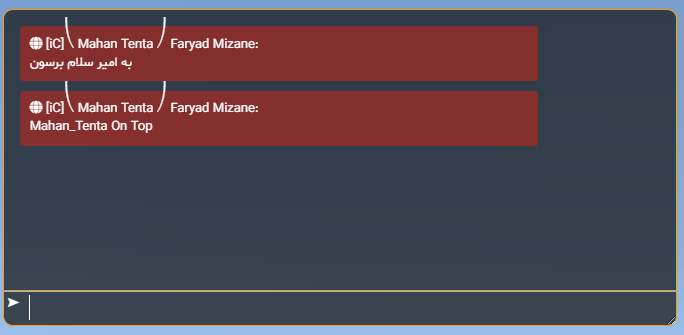 [iC] ( Mahan Tenta ) Faryad Mizane:
به امیر سلام برسون
[iC] ( Mahan Tenta ) Faryad Mizane:
Mahan_Tenta On Top